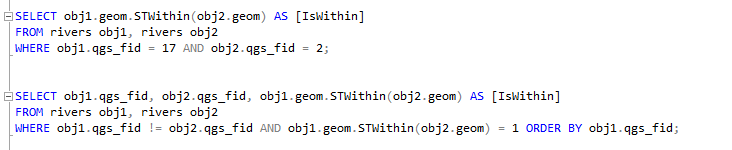 SELECT obj1.geom.STWithin(obj2.geom) AS [IsWithin]
FROM rivers obj1, rivers obj2
WHERE obj1.qgs_fid = 17 AND obj2.qgs_fid = 2;
SELECT obj1.qgs_fid, obj2.qgs_fid, obj1.geom.STWithin(obj2.geom) AS [IsWithin]
FROM rivers obj1, rivers obj2
WHERE obj1.qgs_fid != obj2.qgs_fid AND obj1.geom.STWithin(obj2.geom) = 1 ORDER BY obj1.qgs_fid;